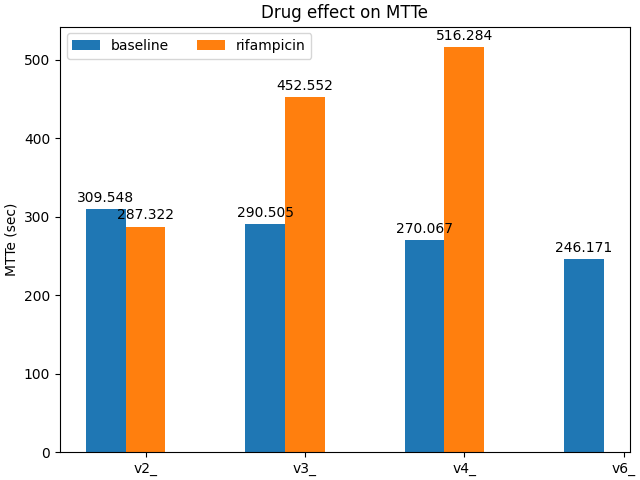 Drug effect on MTTe
baseline
rifampicin
516.284
500
452.552
400
309.548
287.322
290.505
300
270.067
246.171
MTTe (sec)
200
100
0
v2_
v3_
v4_
v6_